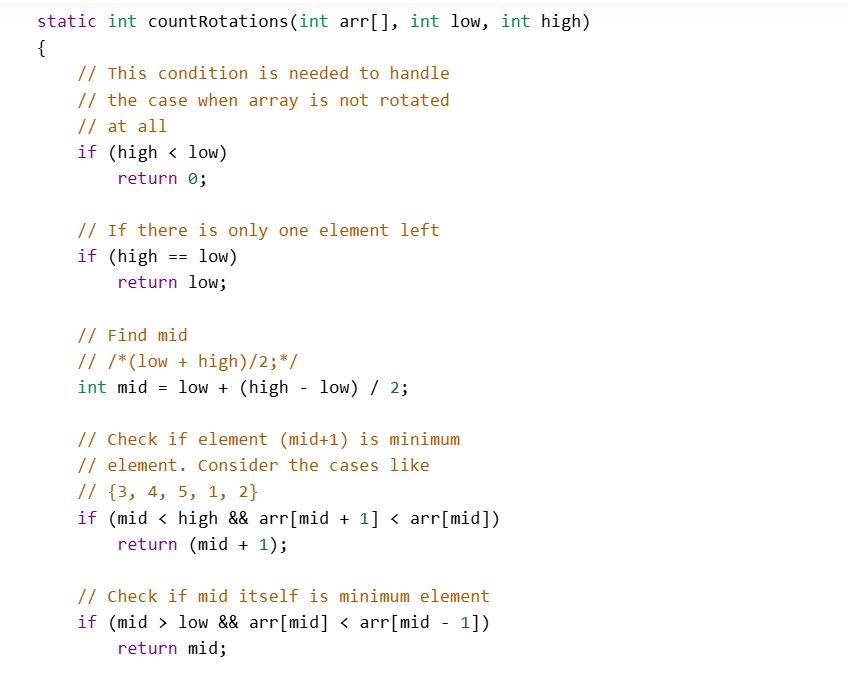 static int countRotations(int arr[], int low, int high)
{
    // This condition is needed to handle
    // the case when array is not rotated
    // at all
    if (high < low)
        return 0;

    // If there is only one element left
    if (high == low)
        return low;

    // Find mid
    // /*(low + high)/2;*/
    int mid = low + (high - low) / 2;

    // Check if element (mid+1) is minimum
    // element. Consider the cases like
    // {3, 4, 5, 1, 2}
    if (mid < high && arr[mid + 1] < arr[mid])
        return (mid + 1);

    // Check if mid itself is minimum element
    if (mid > low && arr[mid] < arr[mid - 1])
        return mid;